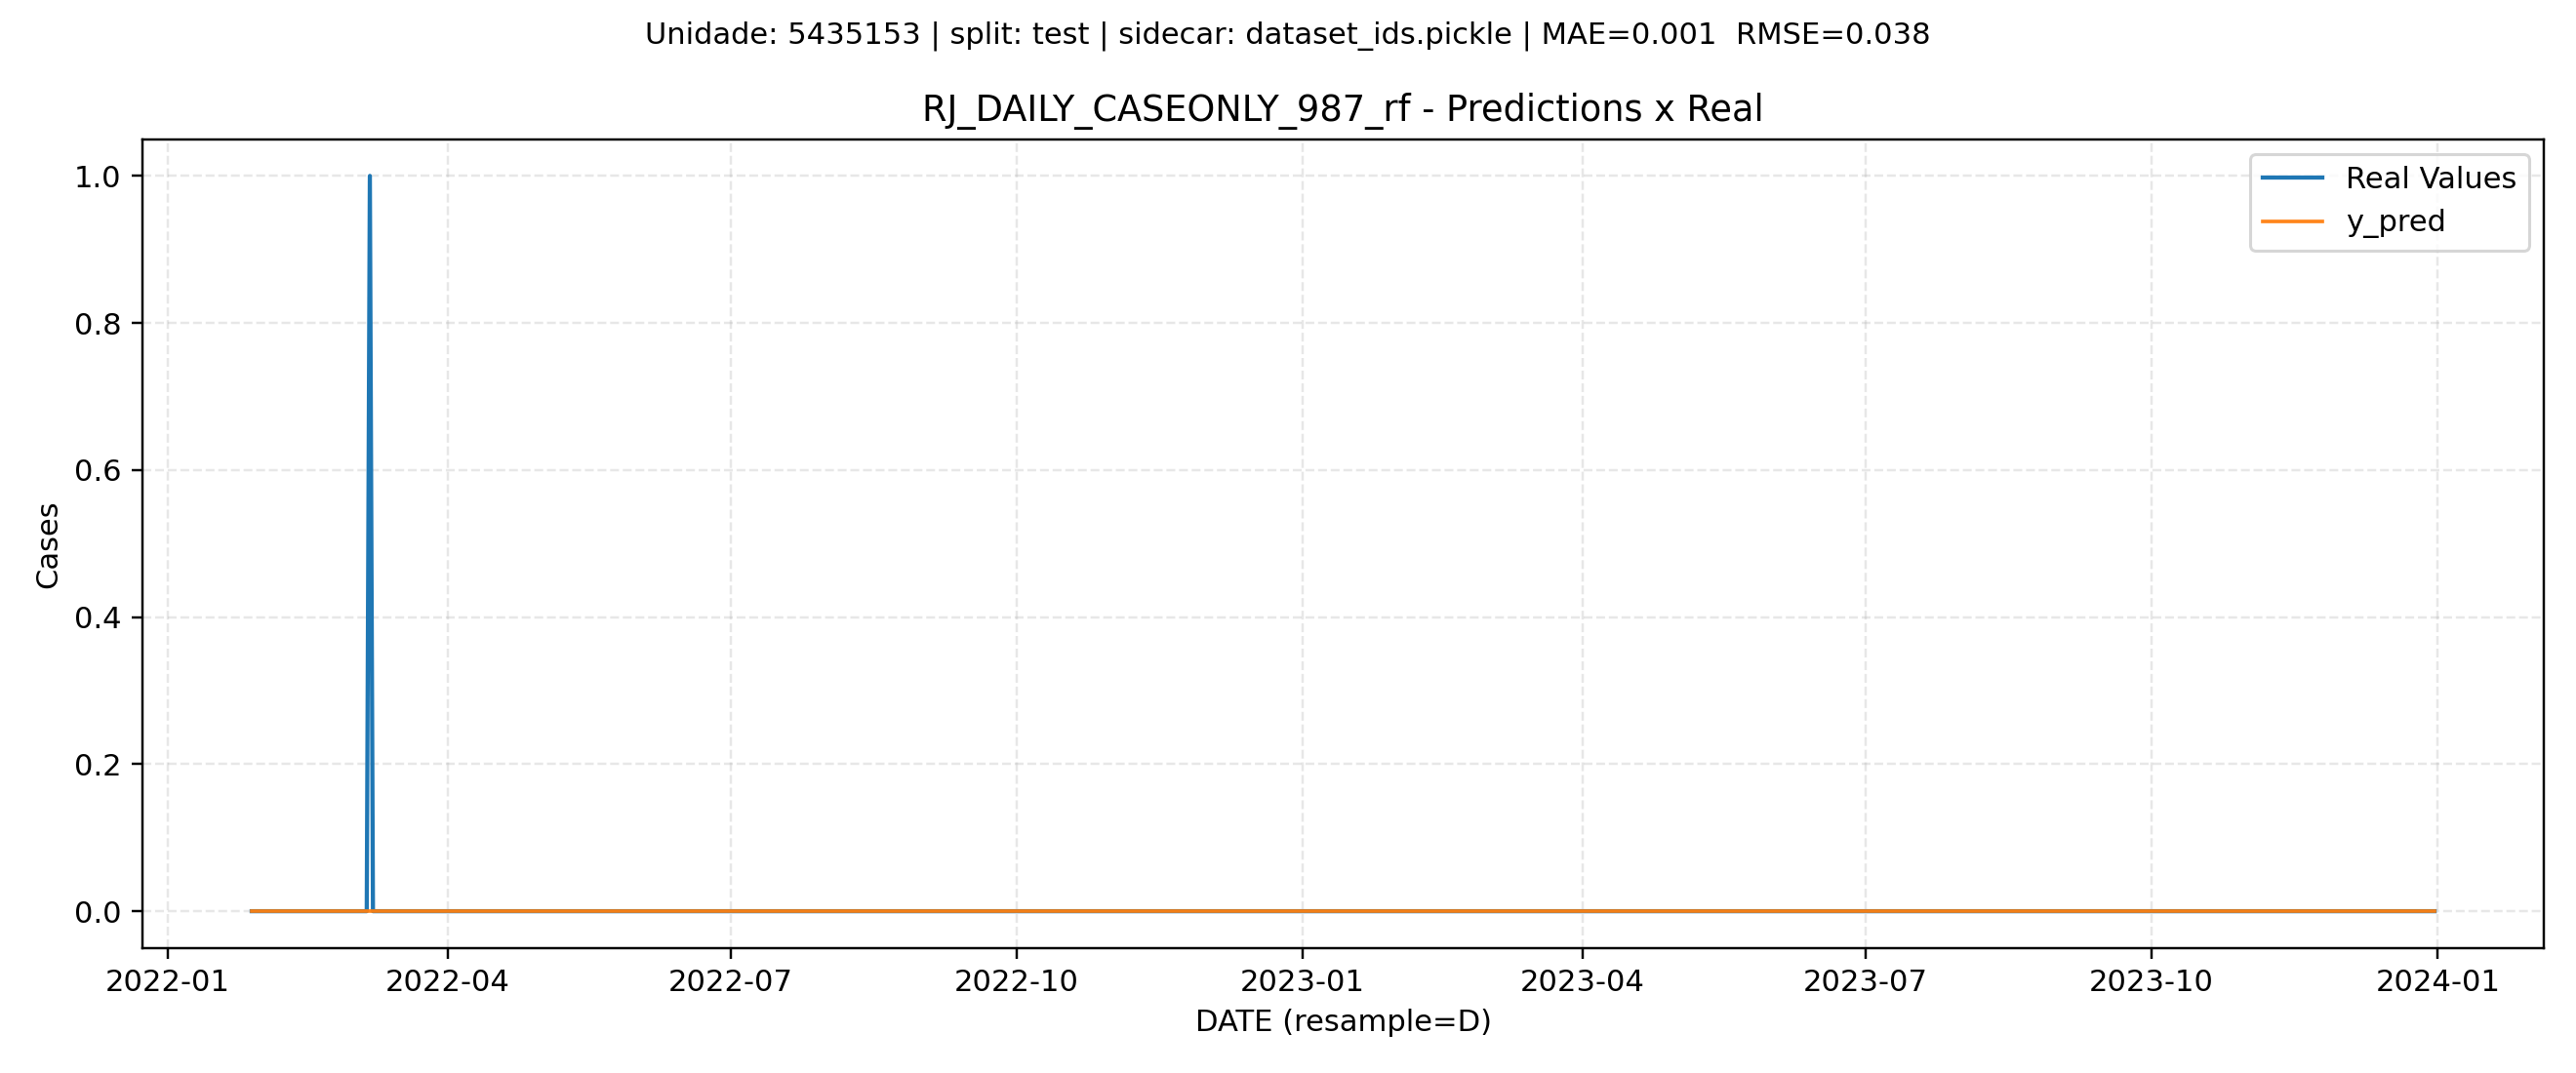 Unidade: 5435153 | split: test | sidecar: dataset_ids.pickle | MAE=0.001  RMSE=0.038
RJ_DAILY_CASEONLY_987_rf - Predictions x Real
Real Values
y_pred
1.0
0.8
0.6
0.4
0.2
0.0
Cases
2022-01
2022-04
2022-07
2022-10
2023-01
2023-04
2023-07
2023-10
2024-01
DATE (resample=D)